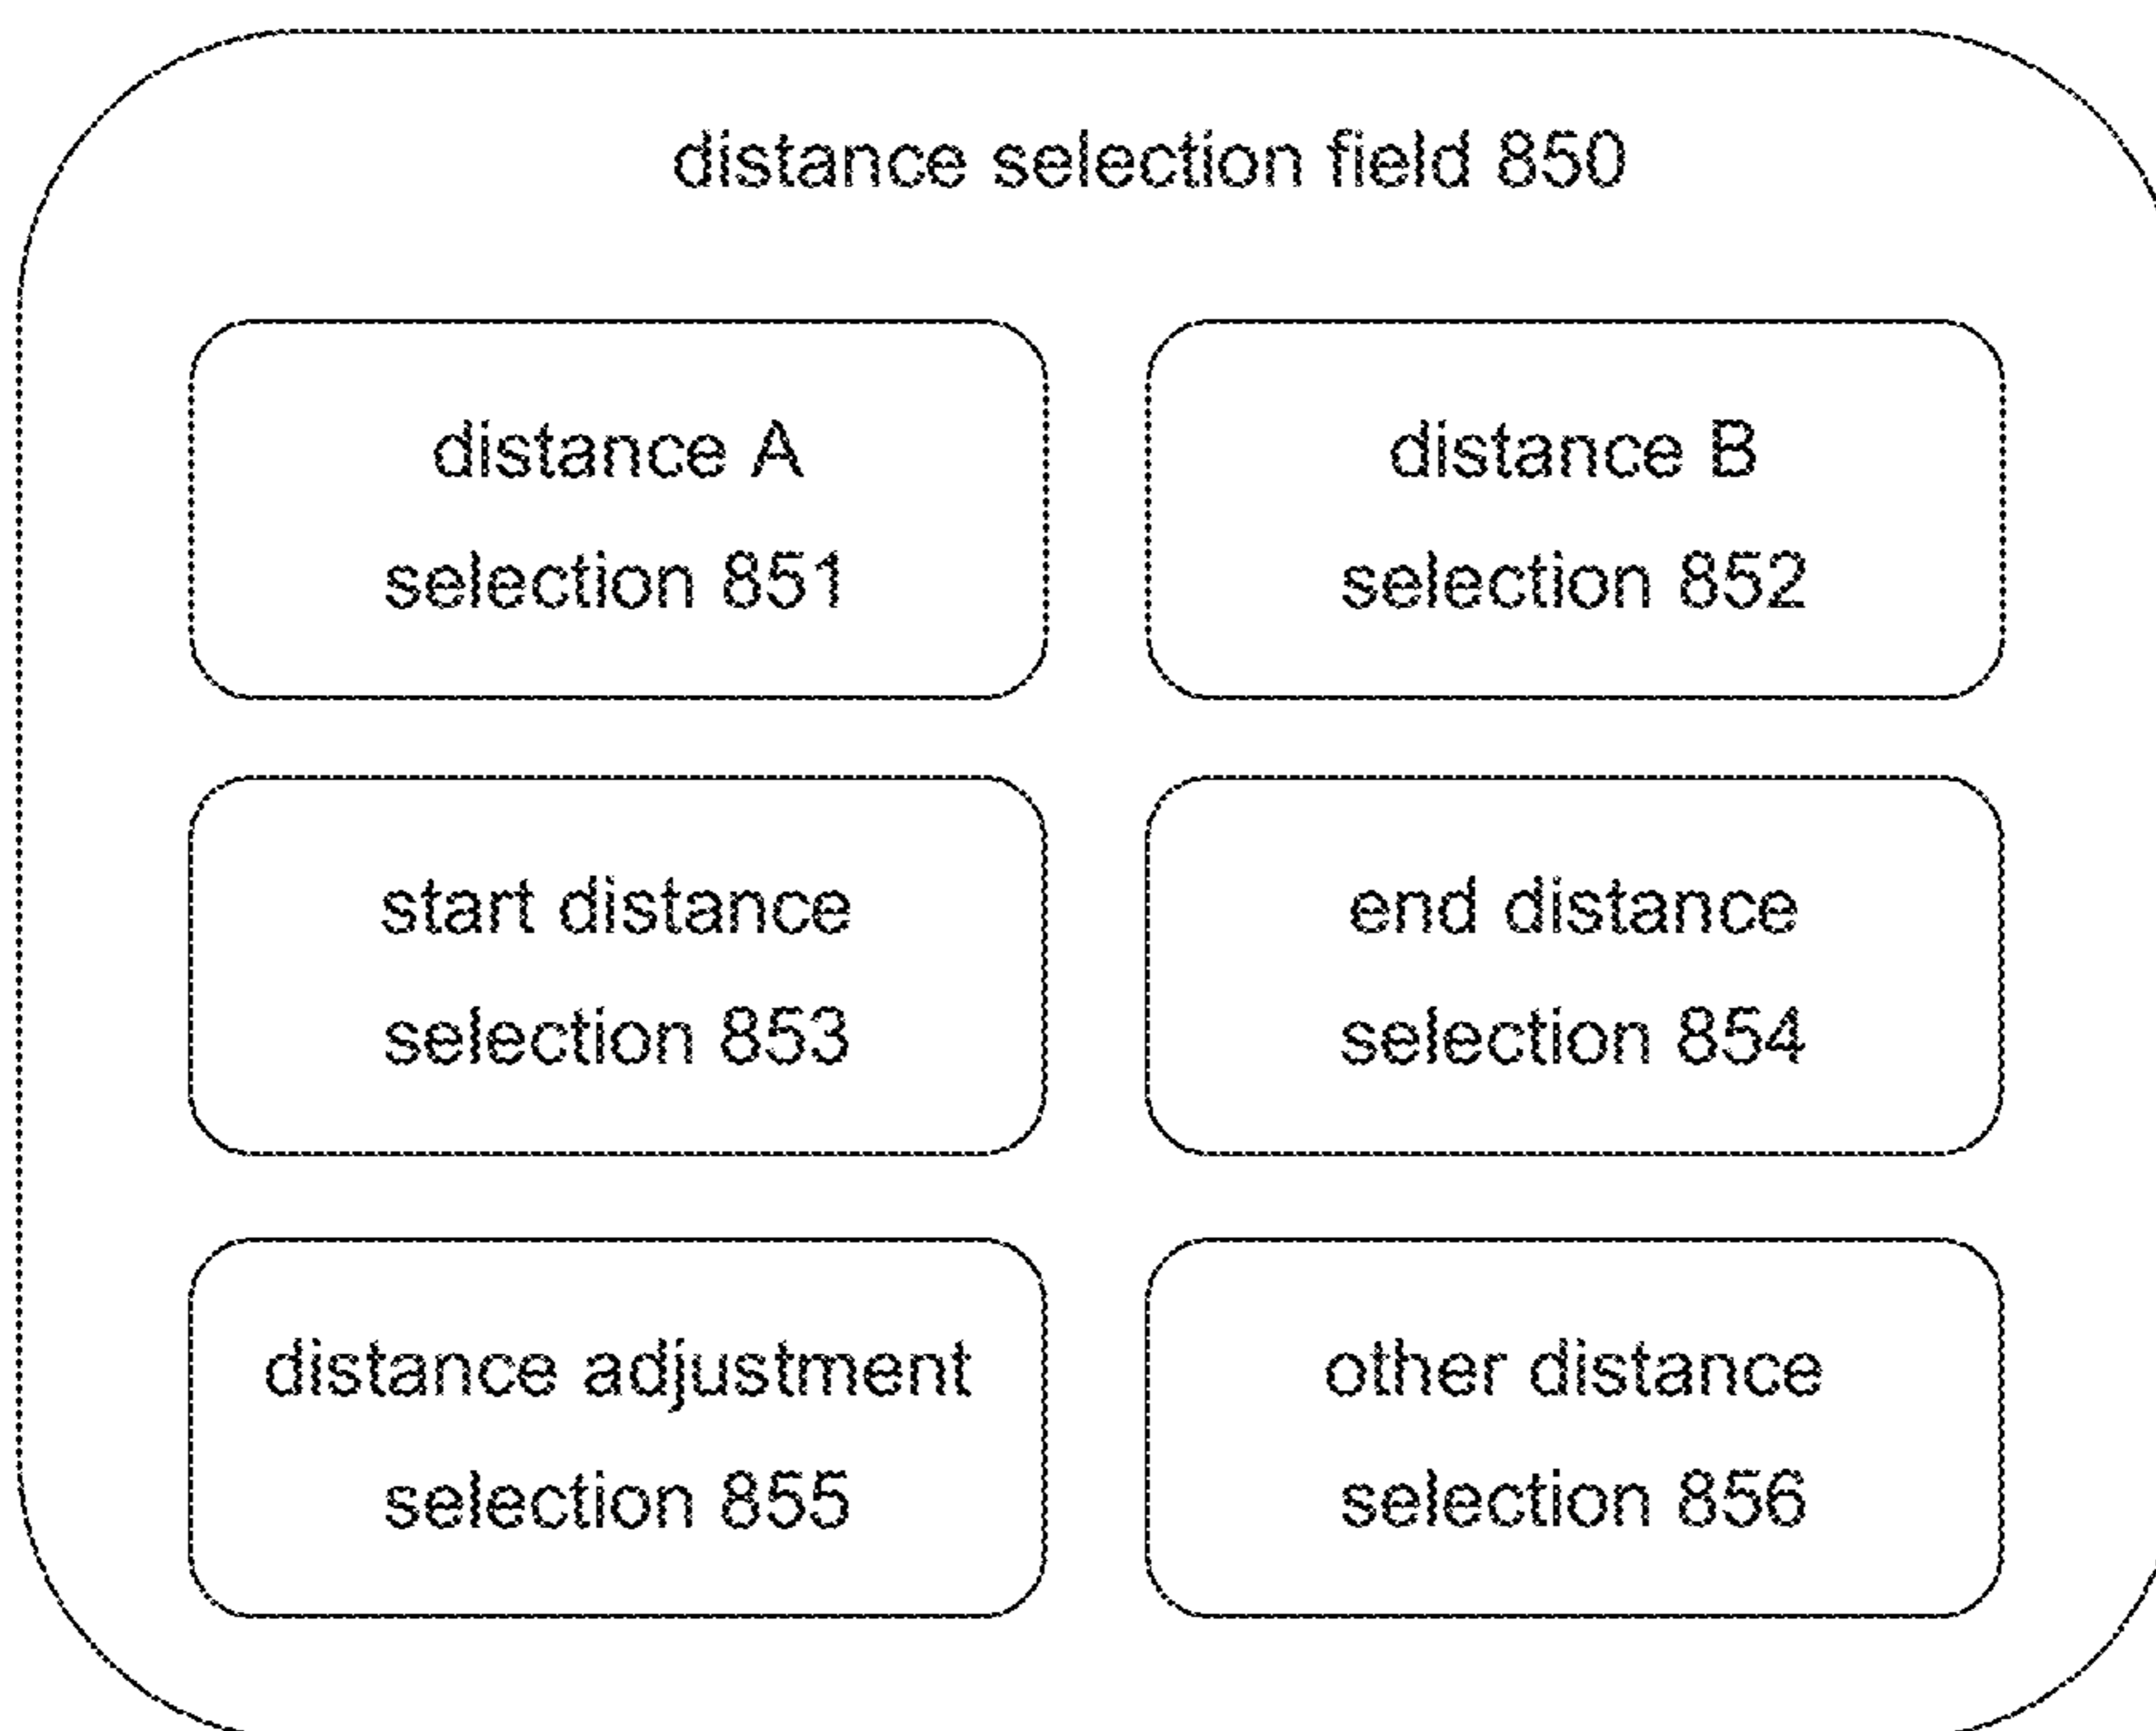 distance selection field 850
distance A
selection 851
distance B
selection 852
start distance
selection 853
end distance
selection 854
distance adjustment
selection 855
other distance
selection 856